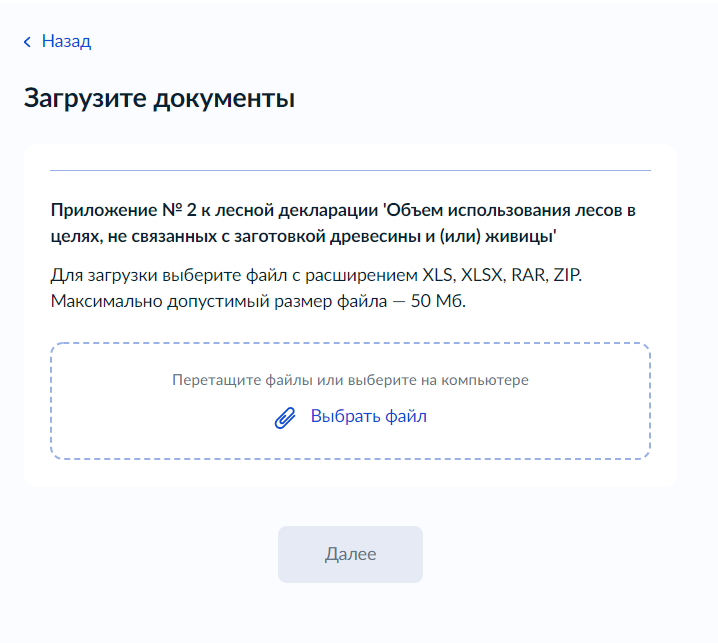 Назад
Загрузите документы
Приложение № 2 к лесной декларации 'Объем использования лесов в
целях, не связанных с заготовкой древесины и (или) живицы'
Для загрузки выберите файл с расширением XLS, XLSX, RAR, ZIP.
Максимально допустимый размер файла — 50 Мб.
Перетащите файлы или выберите на компьютере
Выбрать файл
Далее